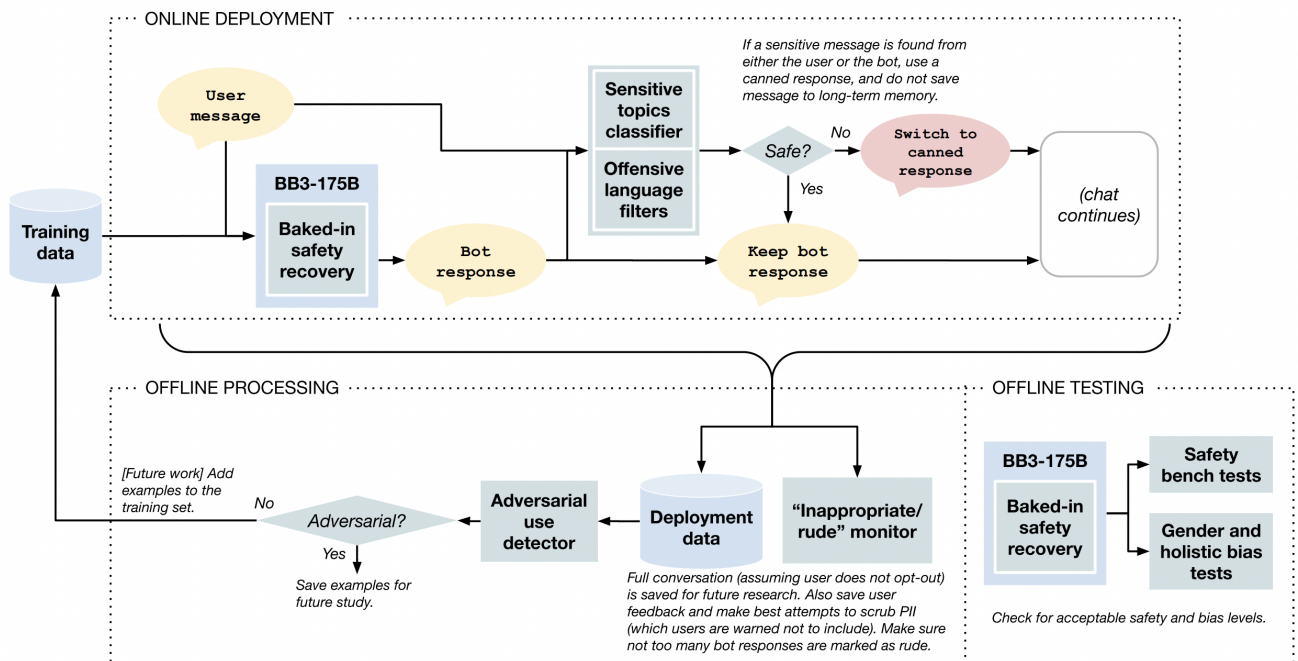 ONLINE DEPLOYMENT
If a sensitive message is found from
either the user or the bot, use a
canned response, and do not save
message to long-term memory.
User
message
Sensitive
topics
classifier
Offensive
language
filters
Safe?
No
Yes
Switch to
canned
response
(chat
continues)
Training
data
BB3-175B
Baked-in
safety
recovery
Bot
response
Keep bot
response
OFFLINE PROCESSING
[Future work] Add
examples to the
training set.
No
Adversarial?
Yes
Save examples for
future study.
Adversarial
use
detector
Deployment
data
“Inappropriate/
rude” monitor
Full conversation (assuming user does not opt-out)
is saved for future research. Also save user
feedback and make best attempts to scrub PII
(which users are warned not to include). Make sure
not too many bot responses are marked as rude.
OFFLINE TESTING
BB3-175B
Baked-in
safety
recovery
Safety
bench tests
Gender and
holistic bias
tests
Check for acceptable safety and bias levels.